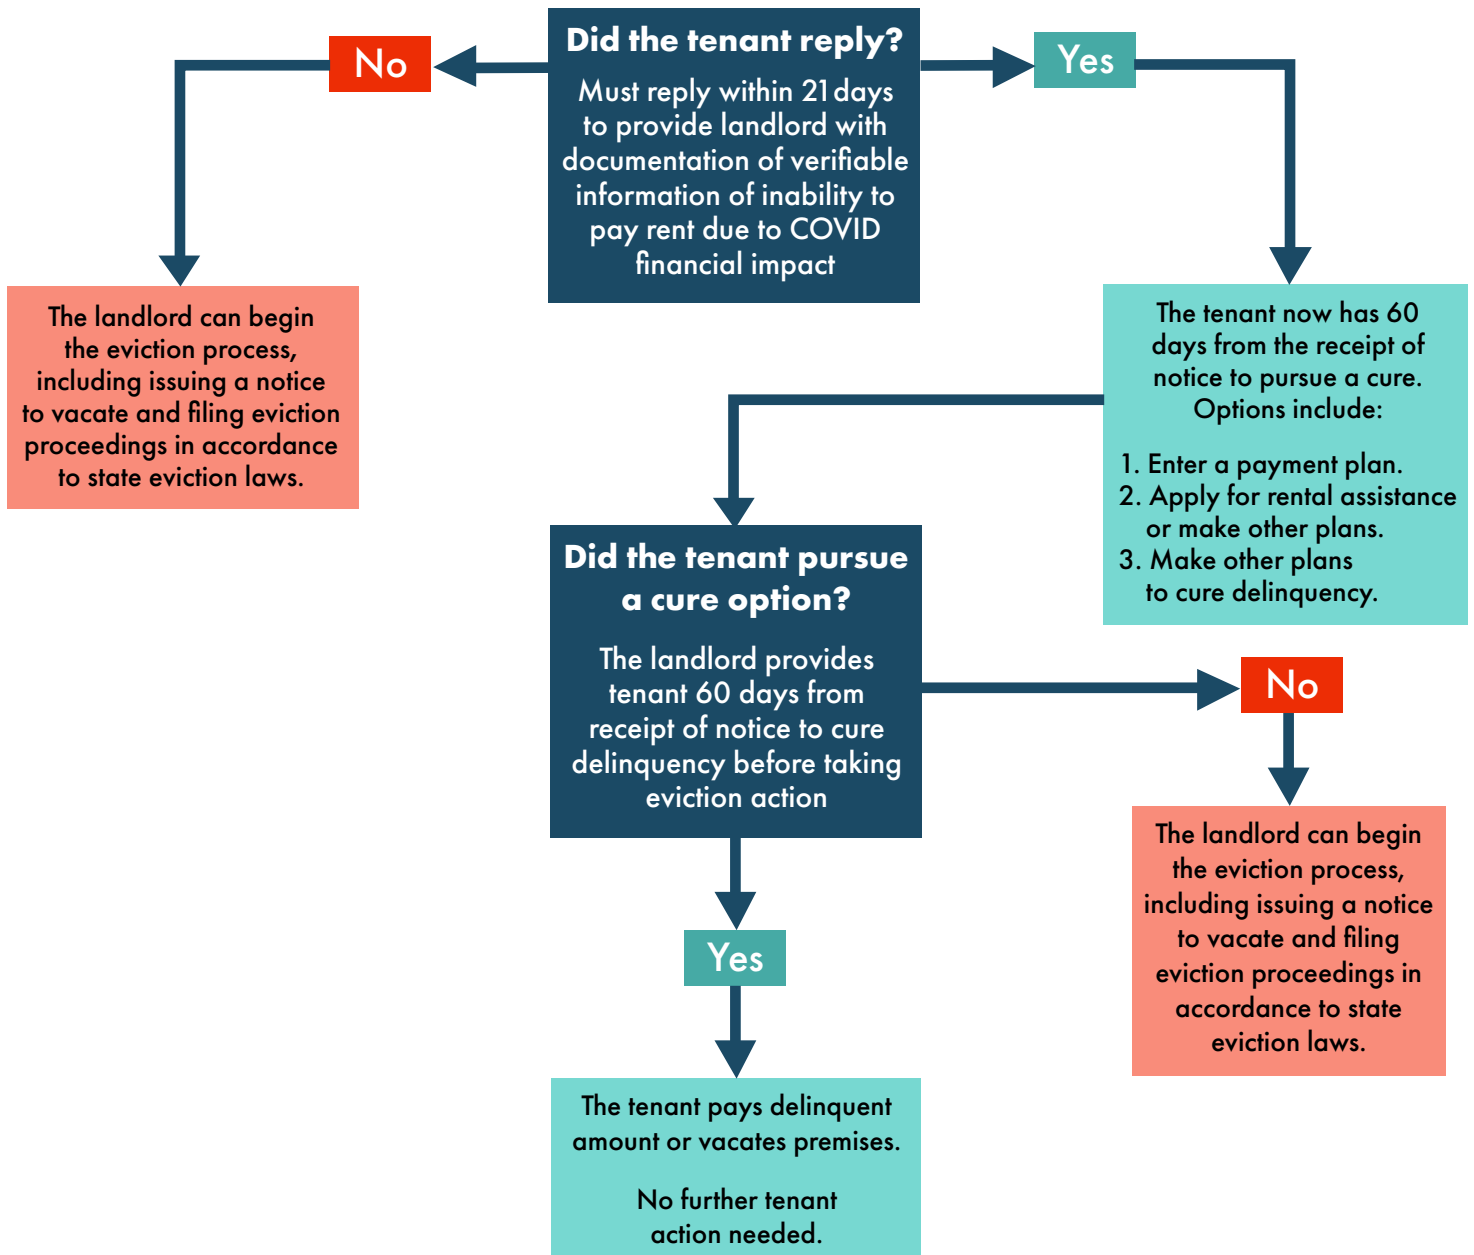 Did the tenant reply?
Must reply within 21 days
to provide landlord with
documentation of verifiable
information of inability to
pay rent due to COVID
financial impact
No
Yes
The landlord can begin
the eviction process,
including issuing a notice
to vacate and filing eviction
proceedings in accordance
to state eviction laws.
The tenant now has 60
days from the receipt of
notice to pursue a cure.
Options include:
1. Enter a payment plan.
2. Apply for rental assistance
or make other plans.
3. Make other plans
to cure delinquency.
Did the tenant pursue
a cure option?
The landlord provides
tenant 60 days from
receipt of notice to cure
delinquency before taking
eviction action
No
The landlord can begin
the eviction process,
including issuing a notice
to vacate and filing
eviction proceedings in
accordance to state
eviction laws.
Yes
The tenant pays delinquent
amount or vacates premises.
No further tenant
action needed.